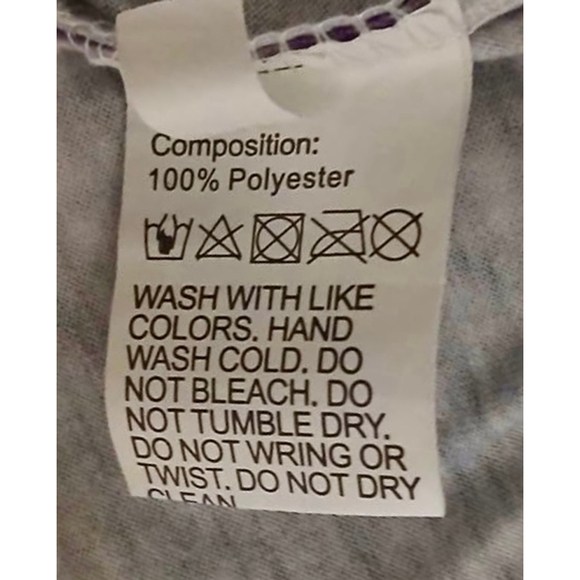 Composition:
100% Polyester
WASH WITH LIKE
COLORS. HAND
WASH COLD. DO
NOT BLEACH. DO
NOT TUMBLE DRY.
DO NOT WRING OR
TWIST. DO NOT DRY
CLEAN